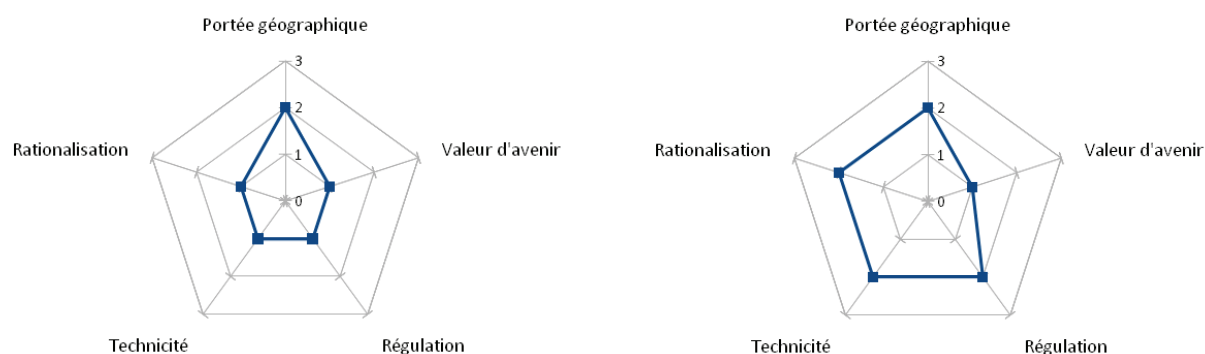 Portée géographique
3
2
1
0
Rationalisation
Valeur d'avenir
Technicité
Régulation
Portée géographique
3
2
1
0
Rationalisation
Valeur d'avenir
Technicité
Régulation